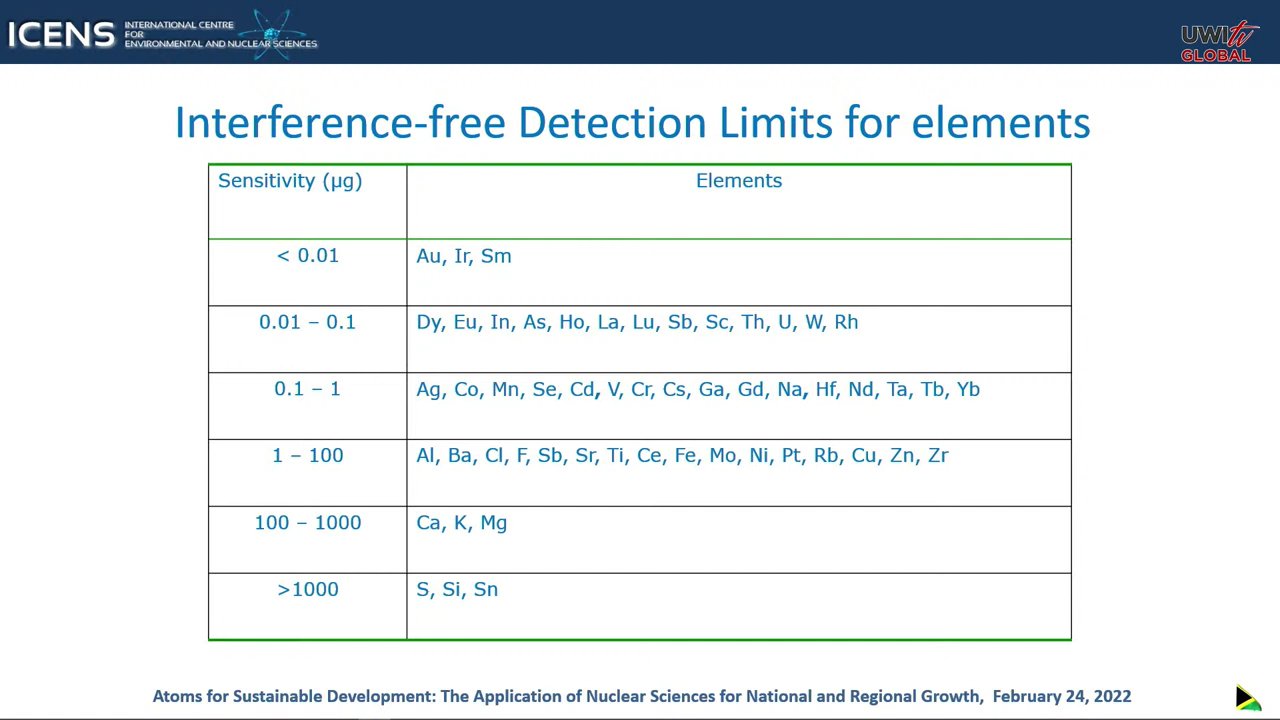 ICENS
INTERNATIONAL CENTRE
FOR
ENVIRONMENTAL AND NUCLEAR SCIENCES
UWI tv
GLOBAL
Interference-free Detection Limits for elements
Sensitivity (µg) Elements
< 0.01 Au, Ir, Sm
0.01 – 0.1 Dy, Eu, In, As, Ho, La, Lu, Sb, Sc, Th, U, W, Rh
0.1 – 1 Ag, Co, Mn, Se, Cd, V, Cr, Cs, Ga, Gd, Na, Hf, Nd, Ta, Tb, Yb
1 – 100 Al, Ba, Cl, F, Sb, Sr, Ti, Ce, Fe, Mo, Ni, Pt, Rb, Cu, Zn, Zr
100 – 1000 Ca, K, Mg
>1000 S, Si, Sn
Atoms for Sustainable Development: The Application of Nuclear Sciences for National and Regional Growth, February 24, 2022